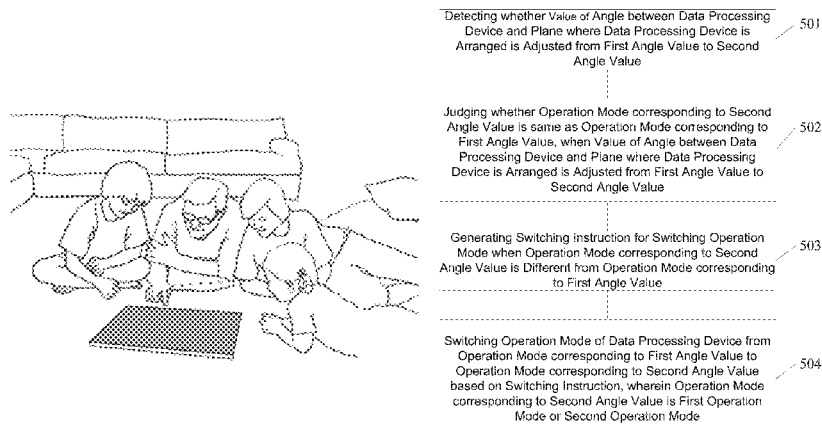 Detecting whether Value of Angle between Data Processing
Device and Plane where Data Processing Device is
Arranged is Adjusted from First Angle Value to Second
Angle Value
501
Judging whether Operation Mode corresponding to Second
Angle Value is same as Operation Mode corresponding to
First Angle Value, when Value of Angle between Data
Processing Device and Plane where Data Processing
Device is Arranged is Adjusted from First Angle Value to
Second Angle Value
502
Generating Switching instruction for Switching Operation
Mode when Operation Mode corresponding to Second
Angle Value is Different from Operation Mode corresponding
to First Angle Value
503
Switching Operation Mode of Data Processing Device from
Operation Mode corresponding to First Angle Value to
Operation Mode corresponding to Second Angle Value
based on Switching Instruction, wherein Operation Mode
corresponding to Second Angle Value is First Operation
Mode or Second Operation Mode
504